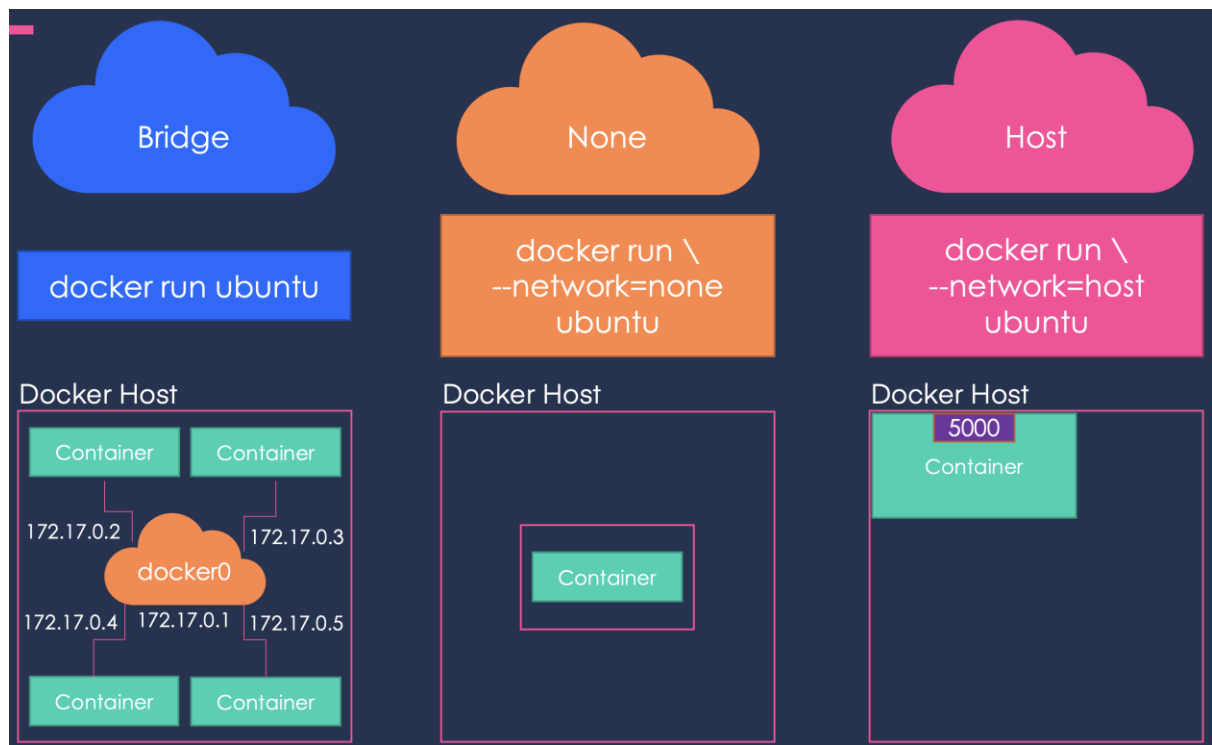 Bridge
None
Host
docker run ubuntu
docker run \
--network=none
ubuntu
docker run \
--network=host
ubuntu
Docker Host
Container
Container
172.17.0.2
172.17.0.3
docker0
172.17.0.4
172.17.0.1
172.17.0.5
Container
Container
Docker Host
Container
Docker Host
5000
Container